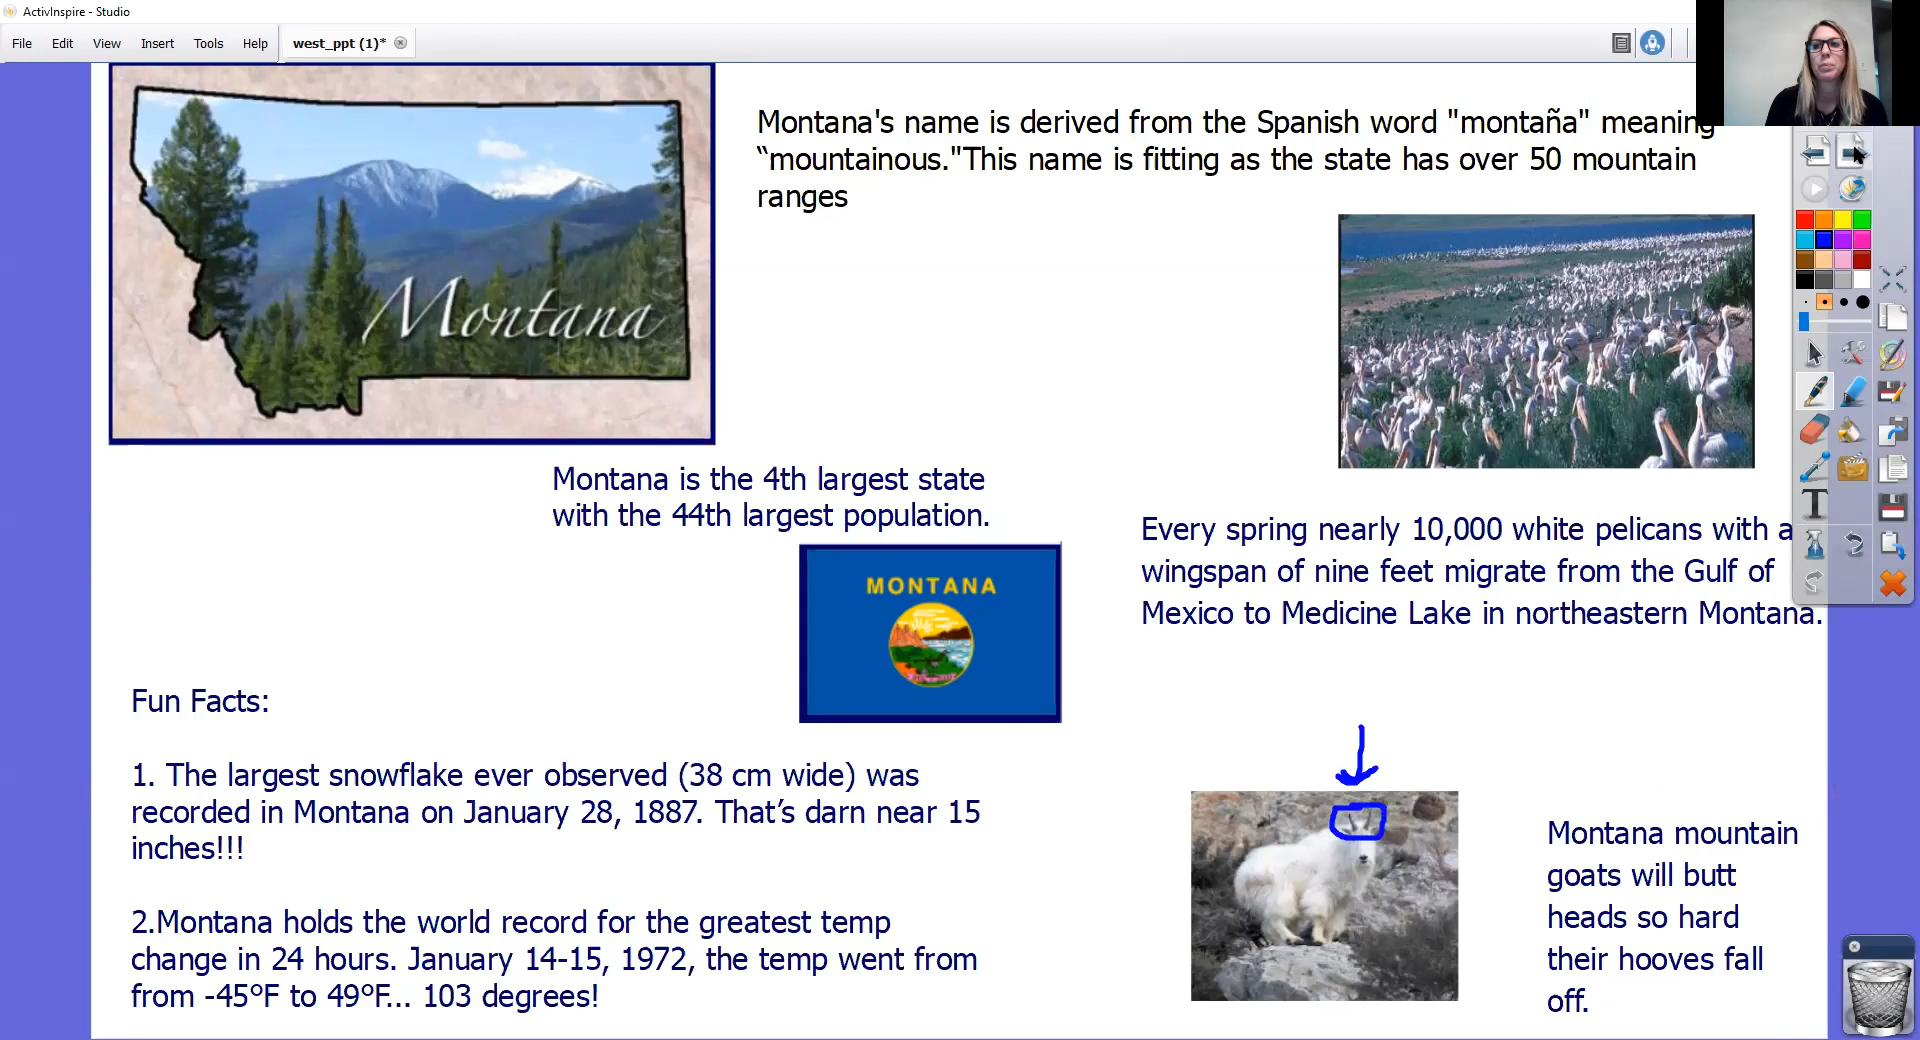 ActivInspire - Studio
File Edit View Insert Tools Help west_ppt (1)*
Montana
Montana's name is derived from the Spanish word "montaña" meaning
“mountainous."This name is fitting as the state has over 50 mountain
ranges
Montana is the 4th largest state
with the 44th largest population.
MONTANA
Every spring nearly 10,000 white pelicans with a
wingspan of nine feet migrate from the Gulf of
Mexico to Medicine Lake in northeastern Montana.
Fun Facts:
1. The largest snowflake ever observed (38 cm wide) was
recorded in Montana on January 28, 1887. That’s darn near 15
inches!!!
2.Montana holds the world record for the greatest temp
change in 24 hours. January 14-15, 1972, the temp went from
from -45°F to 49°F... 103 degrees!
Montana mountain
goats will butt
heads so hard
their hooves fall
off.
T